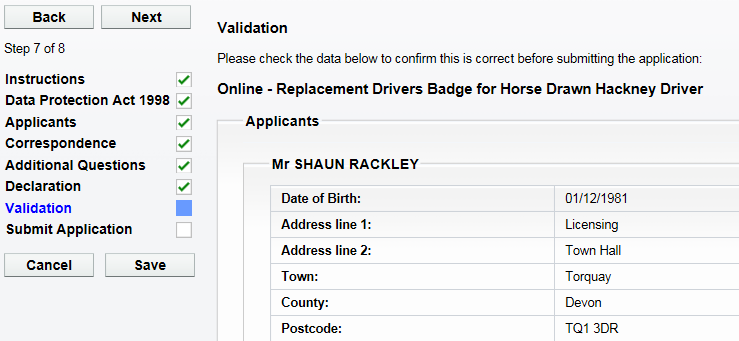 Back Next
Step 7 of 8
Instructions
Data Protection Act 1998
Applicants
Correspondence
Additional Questions
Declaration
Validation
Submit Application
Cancel Save
Validation
Please check the data below to confirm this is correct before submitting the application:
Online - Replacement Drivers Badge for Horse Drawn Hackney Driver
Applicants
Mr SHAUN RACKLEY
Date of Birth: 01/12/1981
Address line 1: Licensing
Address line 2: Town Hall
Town: Torquay
County: Devon
Postcode: TQ1 3DR